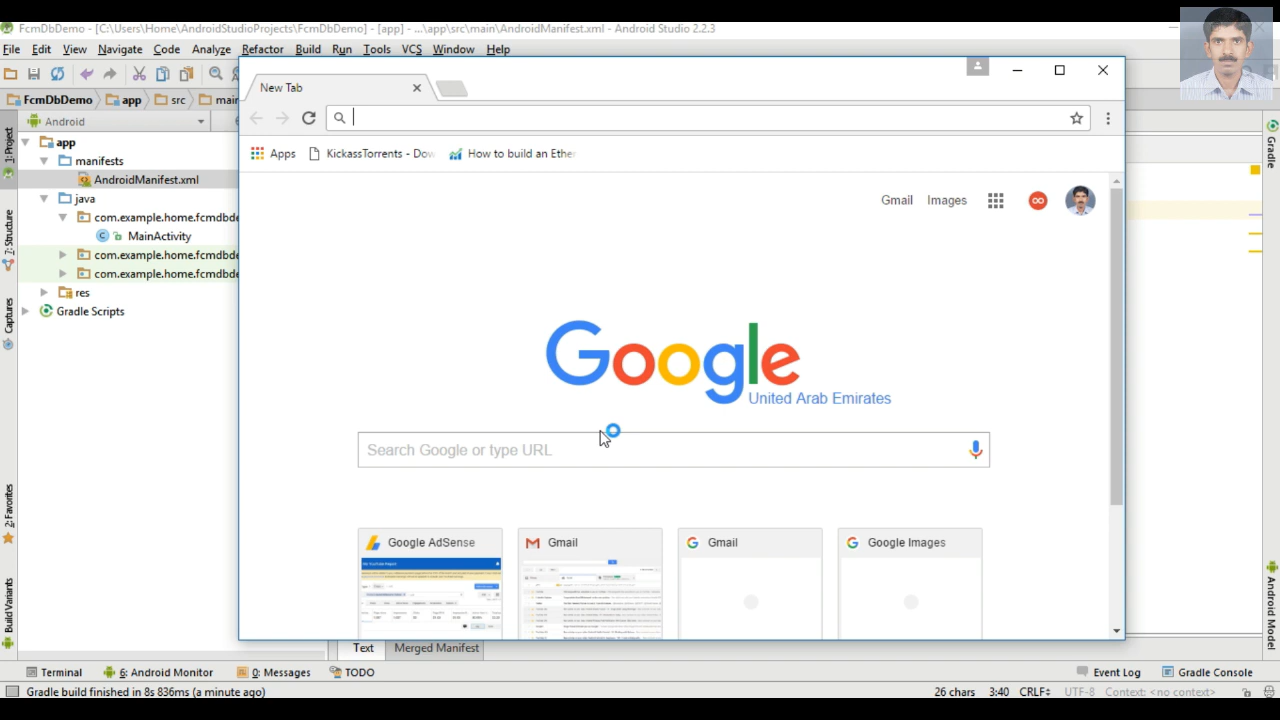 FcmDbDemo - [C:\Users\Home\AndroidStudioProjects\FcmDbDemo] - [app] - ...\app\src\main\AndroidManifest.xml - Android Studio 2.2.3
File Edit View Navigate Code Analyze Refactor Build Run Tools VCS Window Help
FcmDbDemo app src
Android
1: Project
7: Structure
Captures
2: Favorites
Build Variants
app
manifests
AndroidManifest.xml
java
com.example.home.fcmdbde
MainActivity
com.example.home.fcmdbde
com.example.home.fcmdbde
res
Gradle Scripts
New Tab
Apps KickassTorrents - Dow How to build an Ether
Gmail Images
Google
United Arab Emirates
Search Google or type URL
Google AdSense Gmail Gmail Google Images
Gradle
Android Model
Text Merged Manifest
Terminal 6: Android Monitor 0: Messages TODO Event Log Gradle Console
Gradle build finished in 8s 836ms (a minute ago) 26 chars 3:40 CRLF÷ UTF-8 Context: <no context>